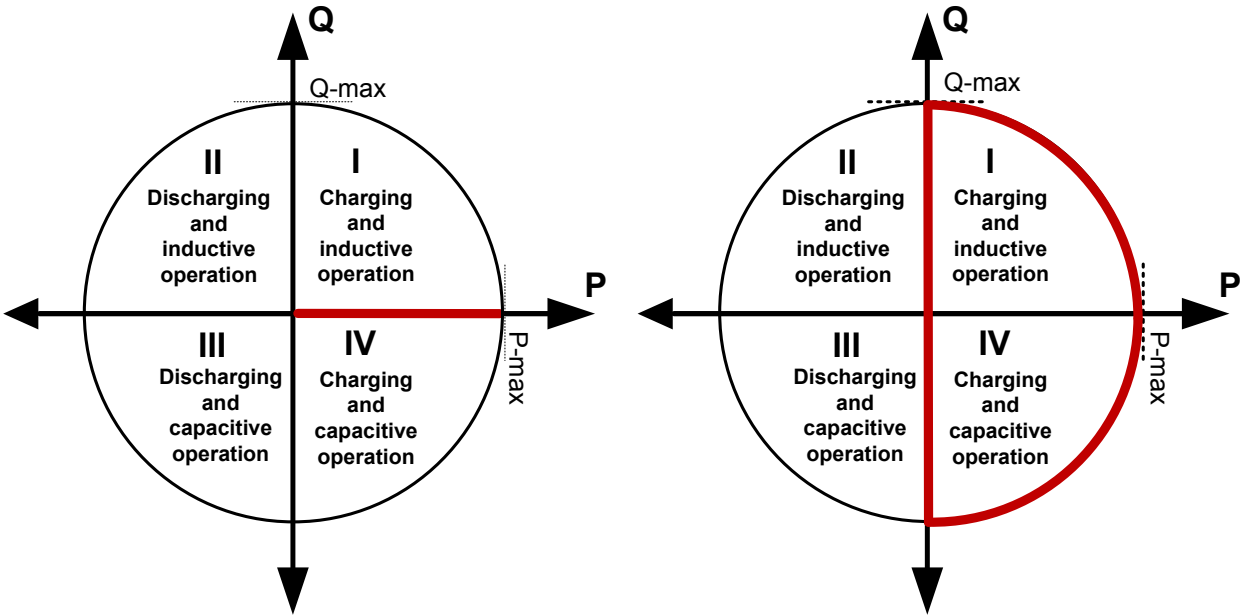 Q
Q-max
II
Discharging
and
inductive
operation
I
Charging
and
inductive
operation
P
III
Discharging
and
capacitive
operation
IV
Charging
and
capacitive
operation
P-max
Q
Q-max
II
Discharging
and
inductive
operation
I
Charging
and
inductive
operation
P
III
Discharging
and
capacitive
operation
IV
Charging
and
capacitive
operation
P-max